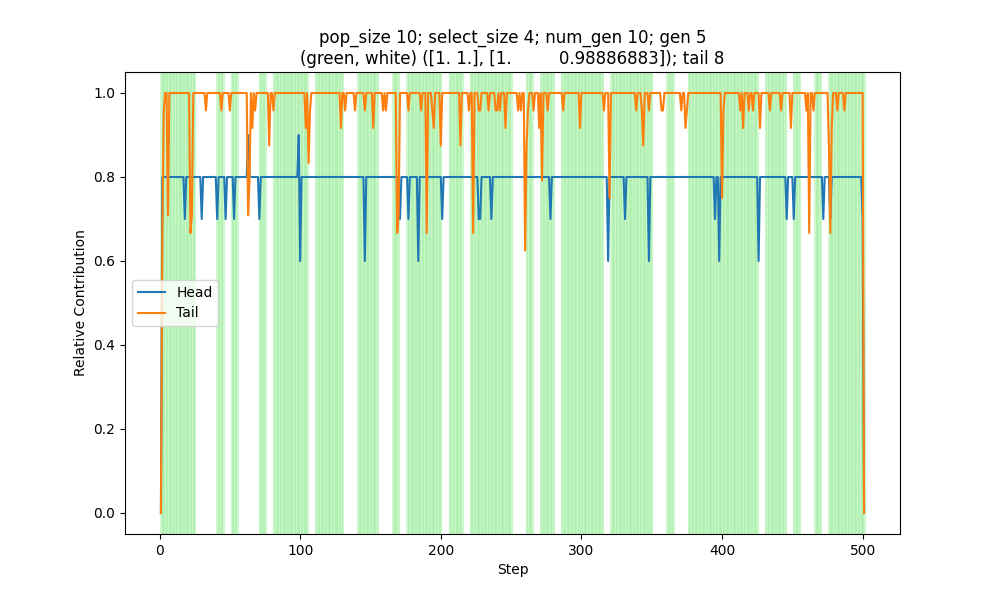 pop_size 10; select_size 4; num_gen 10; gen 5
(green, white) ([1. 1.], [1.         0.98886883]); tail 8
1.0
0.8
0.6
0.4
0.2
0.0
Relative Contribution
Head
Tail
0
100
200
300
400
500
Step